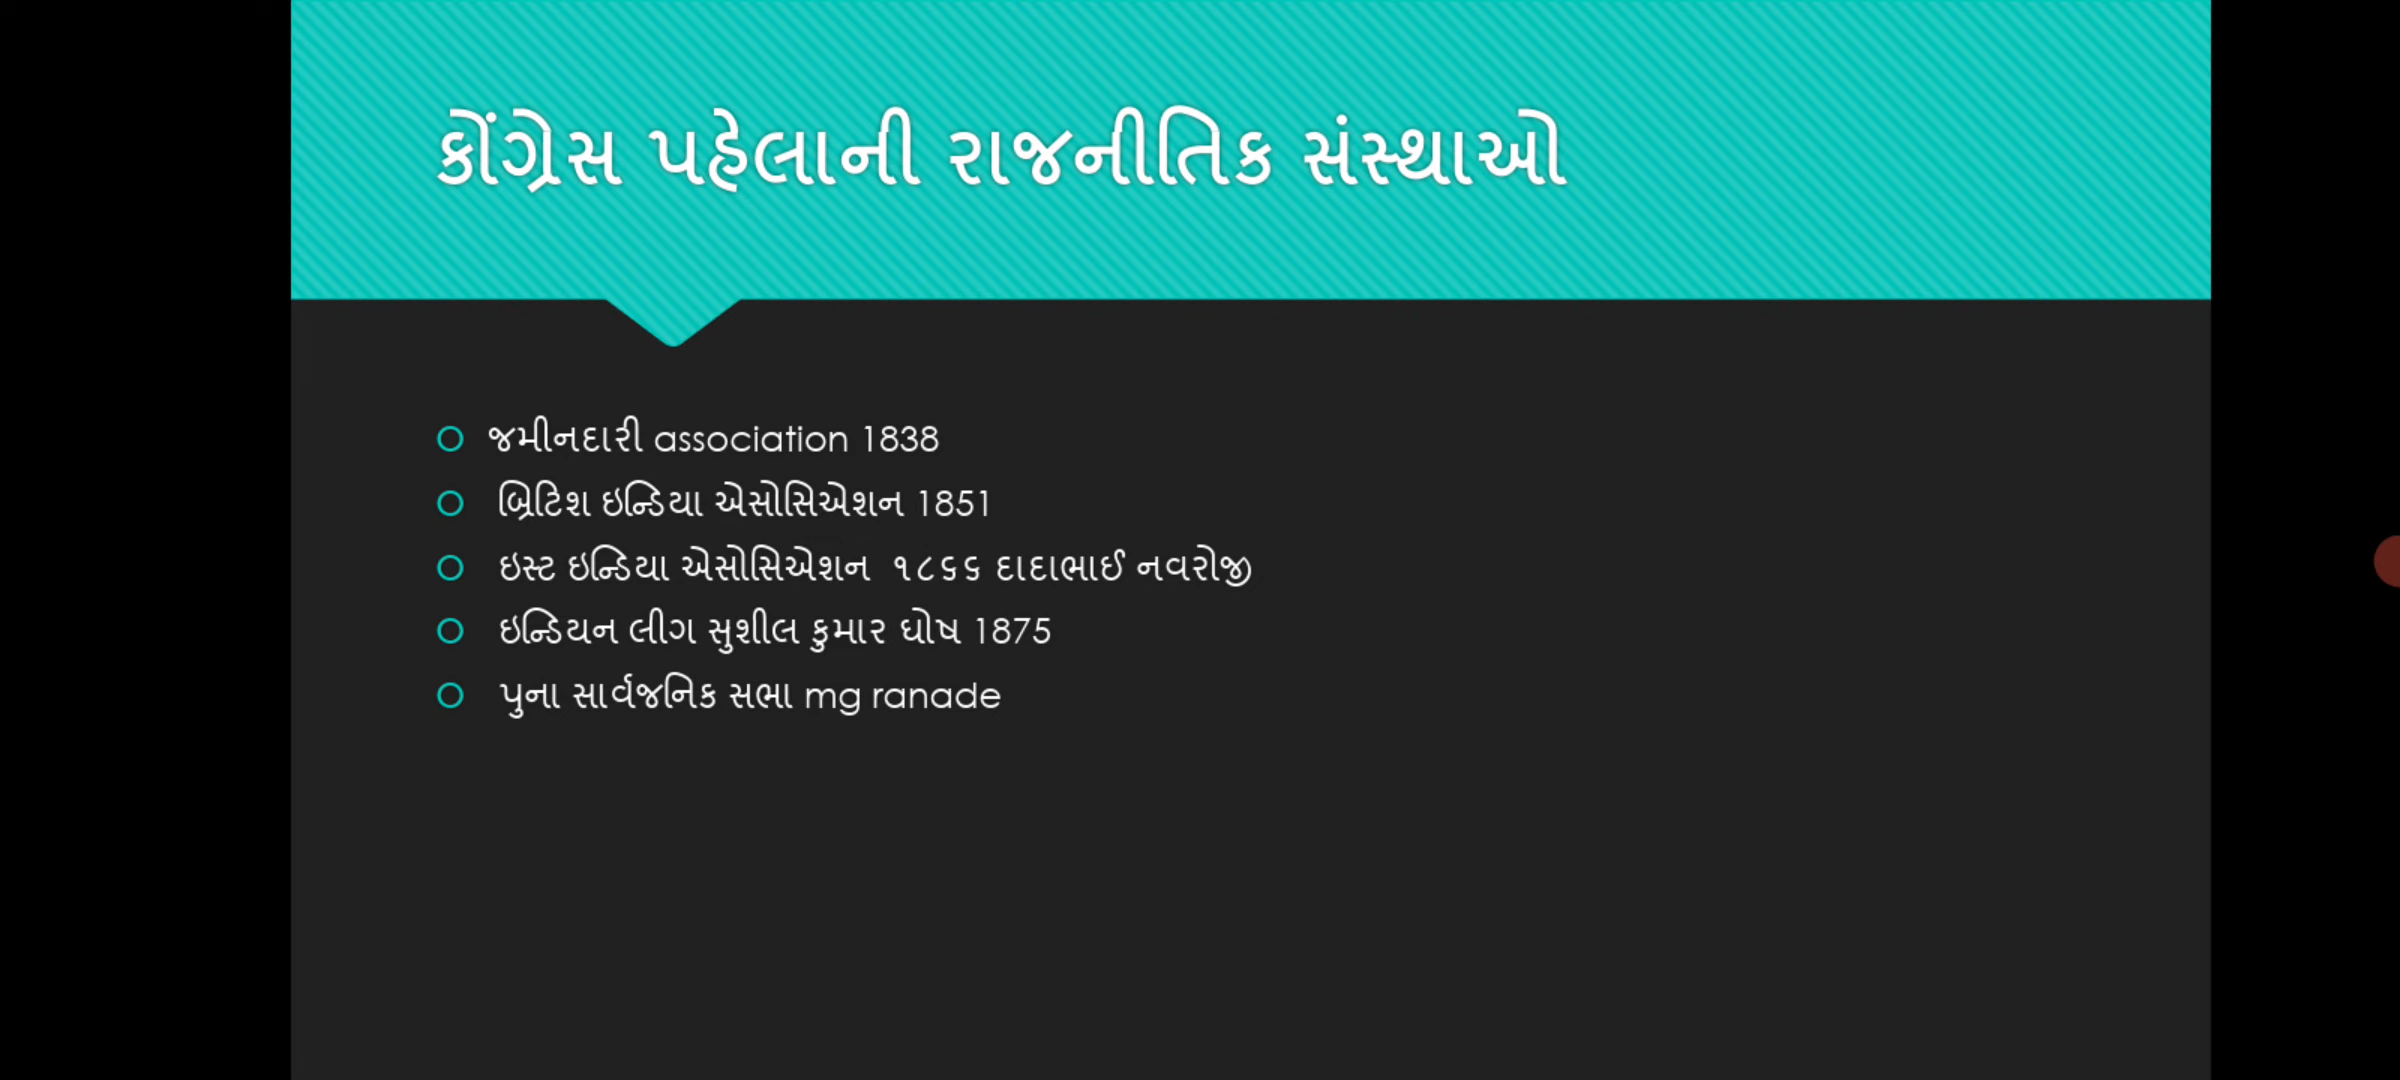 કોંગ્રેસ પહેલાની રાજનીતિક સંસ્થાઓ
જમીનદારી association 1838
બ્રિટિશ ઇન્ડિયા એસોસિએશન 1851
ઇસ્ટ ઇન્ડિયા એસોસિએશન ૧૮૬૬ દાદાભાઈ નવરોજી
ઇન્ડિયન લીગ સુશીલ કુમાર ઘોષ 1875
પુના સાર્વજનિક સભા mg ranade